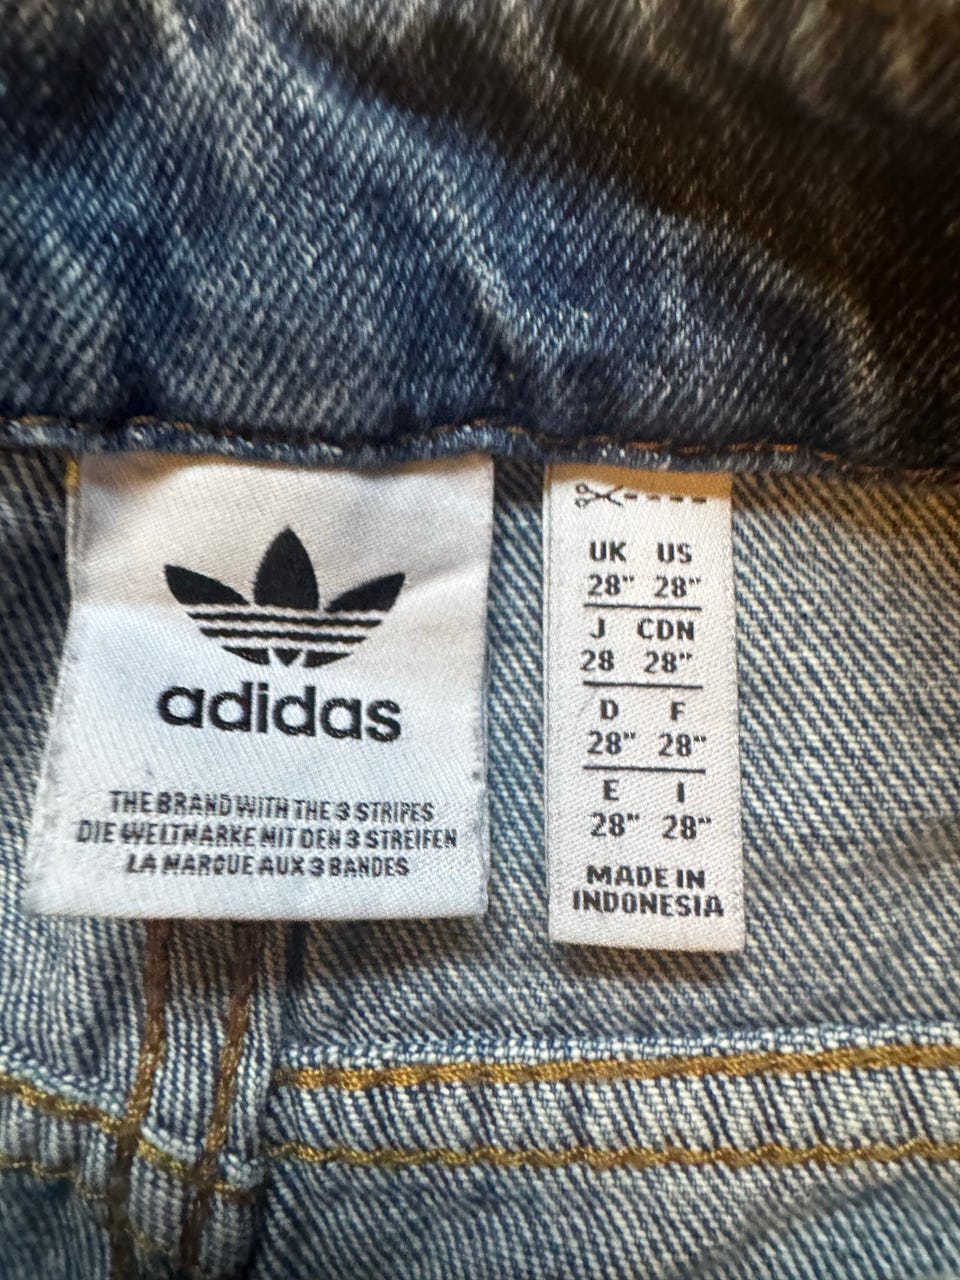 adidas
THE BRAND WITH THE 3 STRIPES
DIE WELTMARKE MIT DEN 3 STREIFEN
LA MARQUE AUX 3 BANDES
UK US
28" 28"
J CDN
28 28"
D F
28" 28"
E I
28" 28"
MADE IN
INDONESIA